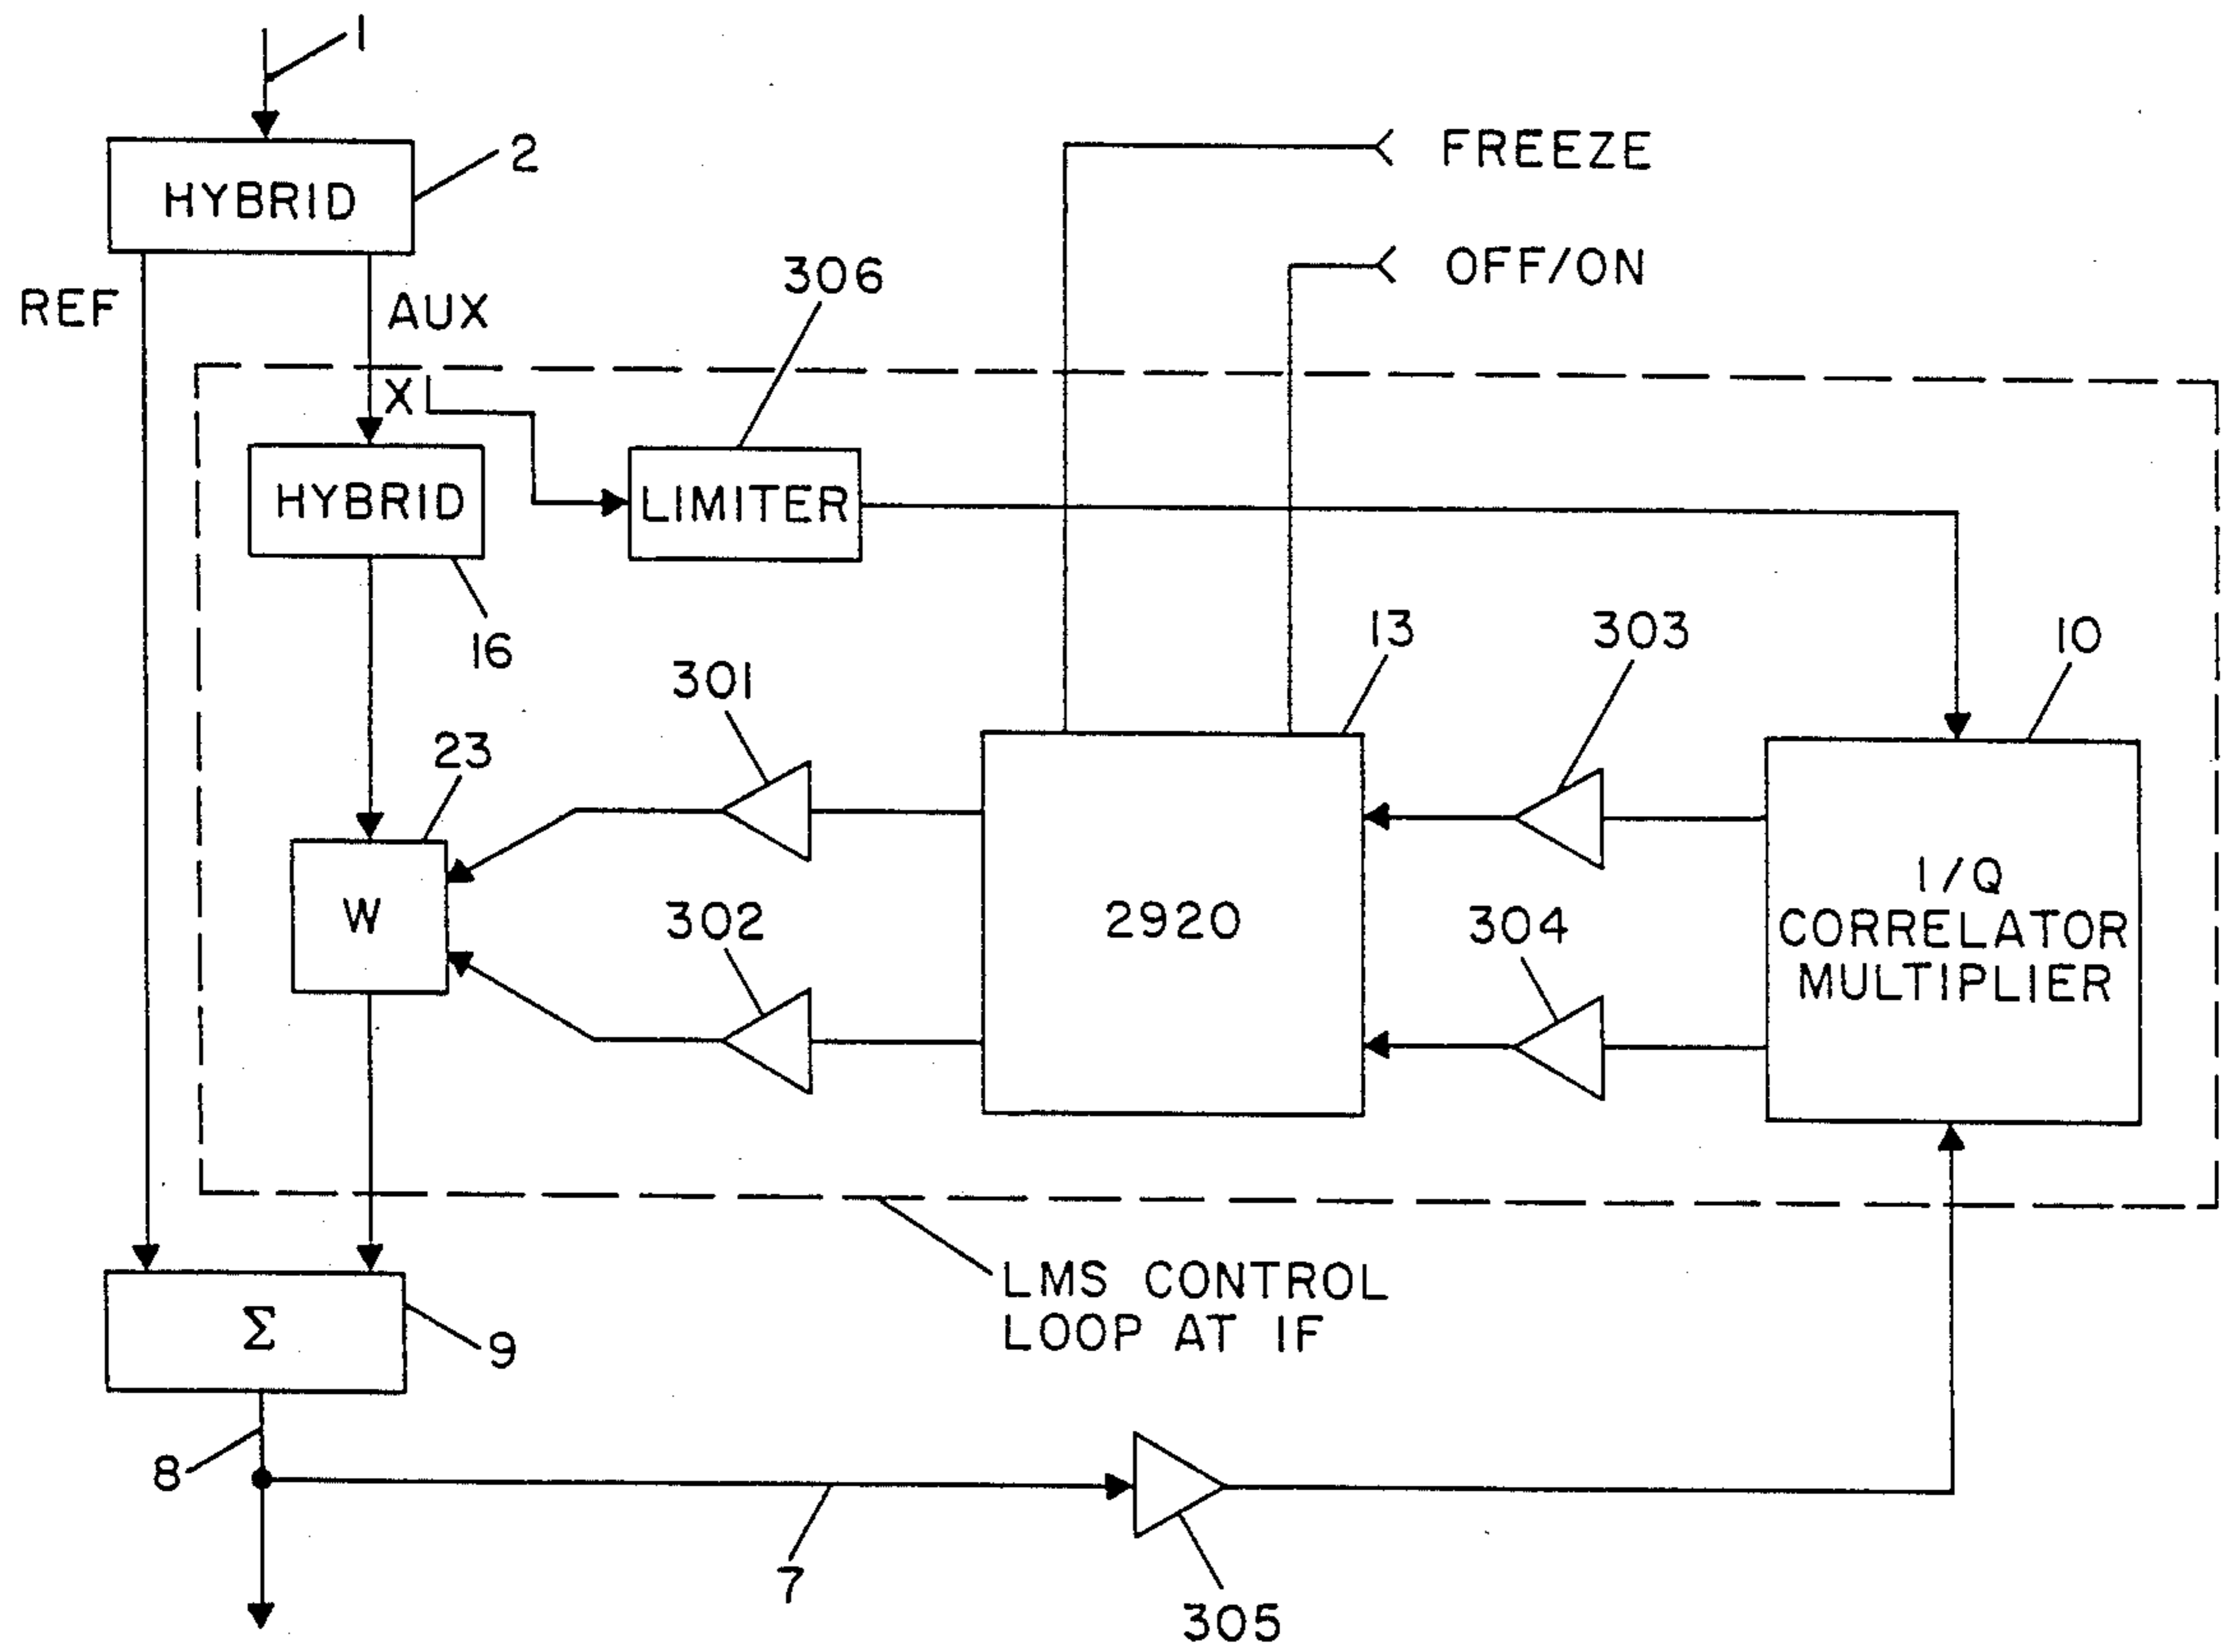 1
HYBRID
2
FREEZE
OFF/ON
REF
AUX
306
X
HYBRID
LIMITER
16
301
13
303
10
23
W
302
2920
304
I/Q
CORRELATOR
MULTIPLIER
LMS CONTROL
LOOP AT IF
Σ
9
8
7
305